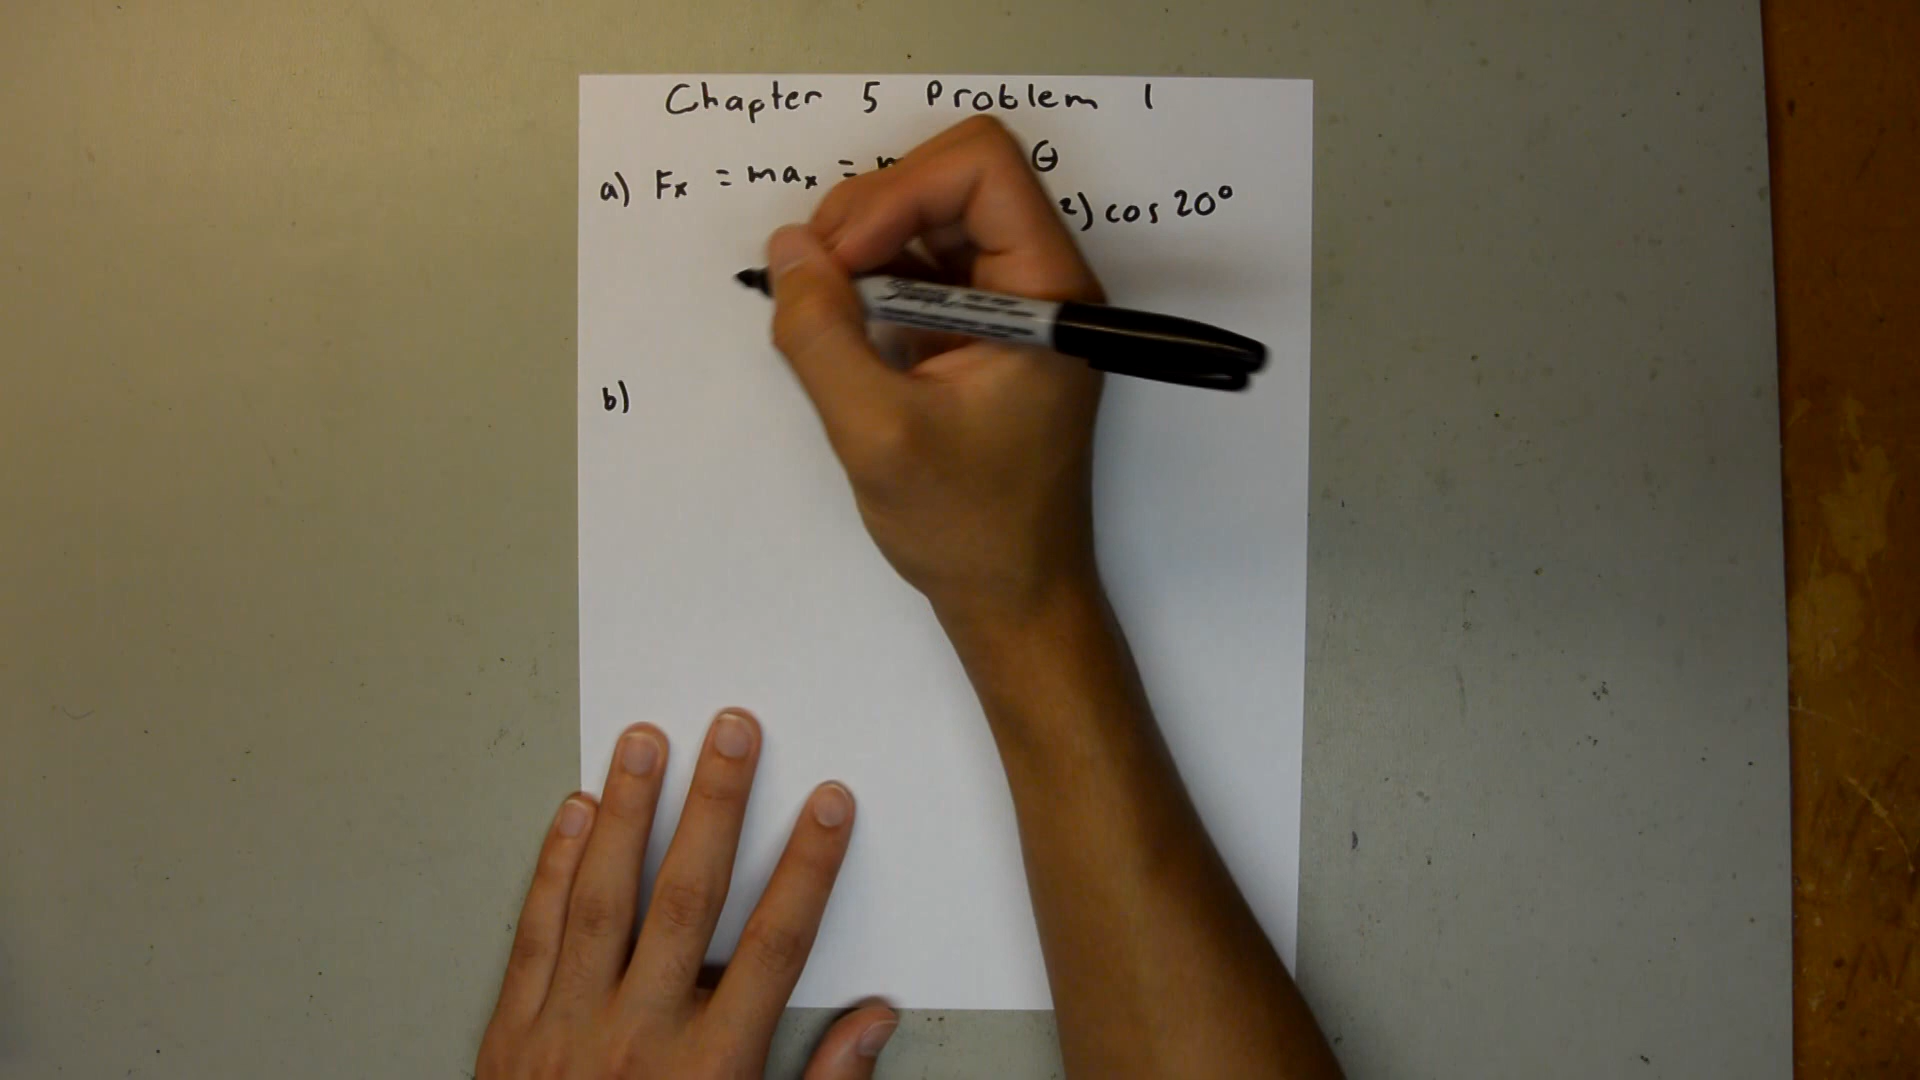 Chapter 5 Problem 1
a) Fx = max = m θ
²) cos 20°
b)